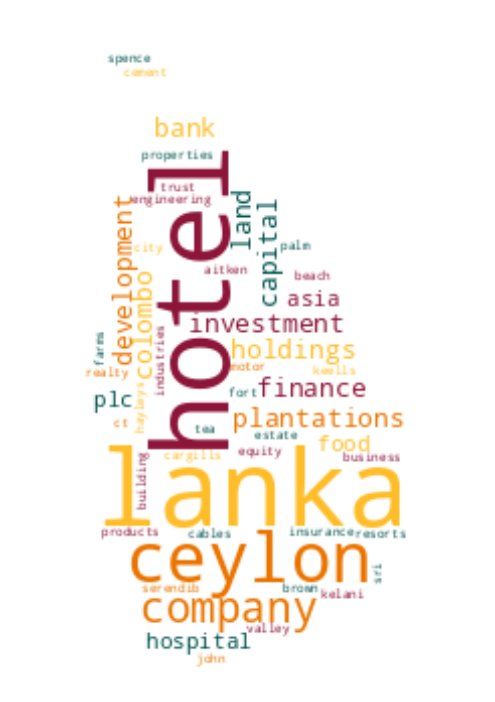 spence
cement
bank
properties
trust
engineering
hotel
land
capital
development
city
colombo
palm
aitken
beach
asia
investment
industries
farms
holdings
realty
motor
keells
finance
fort
plc
hayleys
plantations
ct
tea
estate
food
cargills
equity
business
building
lanka
products
cables
insurance
resorts
ceylon
sri
serendib
brown
kelani
company
valley
hospital
john